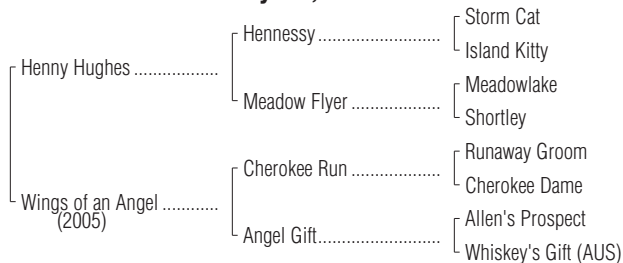 Storm Cat
Hennessy ..................
Island Kitty
Henny Hughes .................
Meadowlake
Meadow Flyer ..................
Shortley
Runaway Groom
Cherokee Run ..................
Cherokee Dame
Wings of an Angel ...........
(2005)
Allen's Prospect
Angel Gift.........................
Whiskey's Gift (AUS)